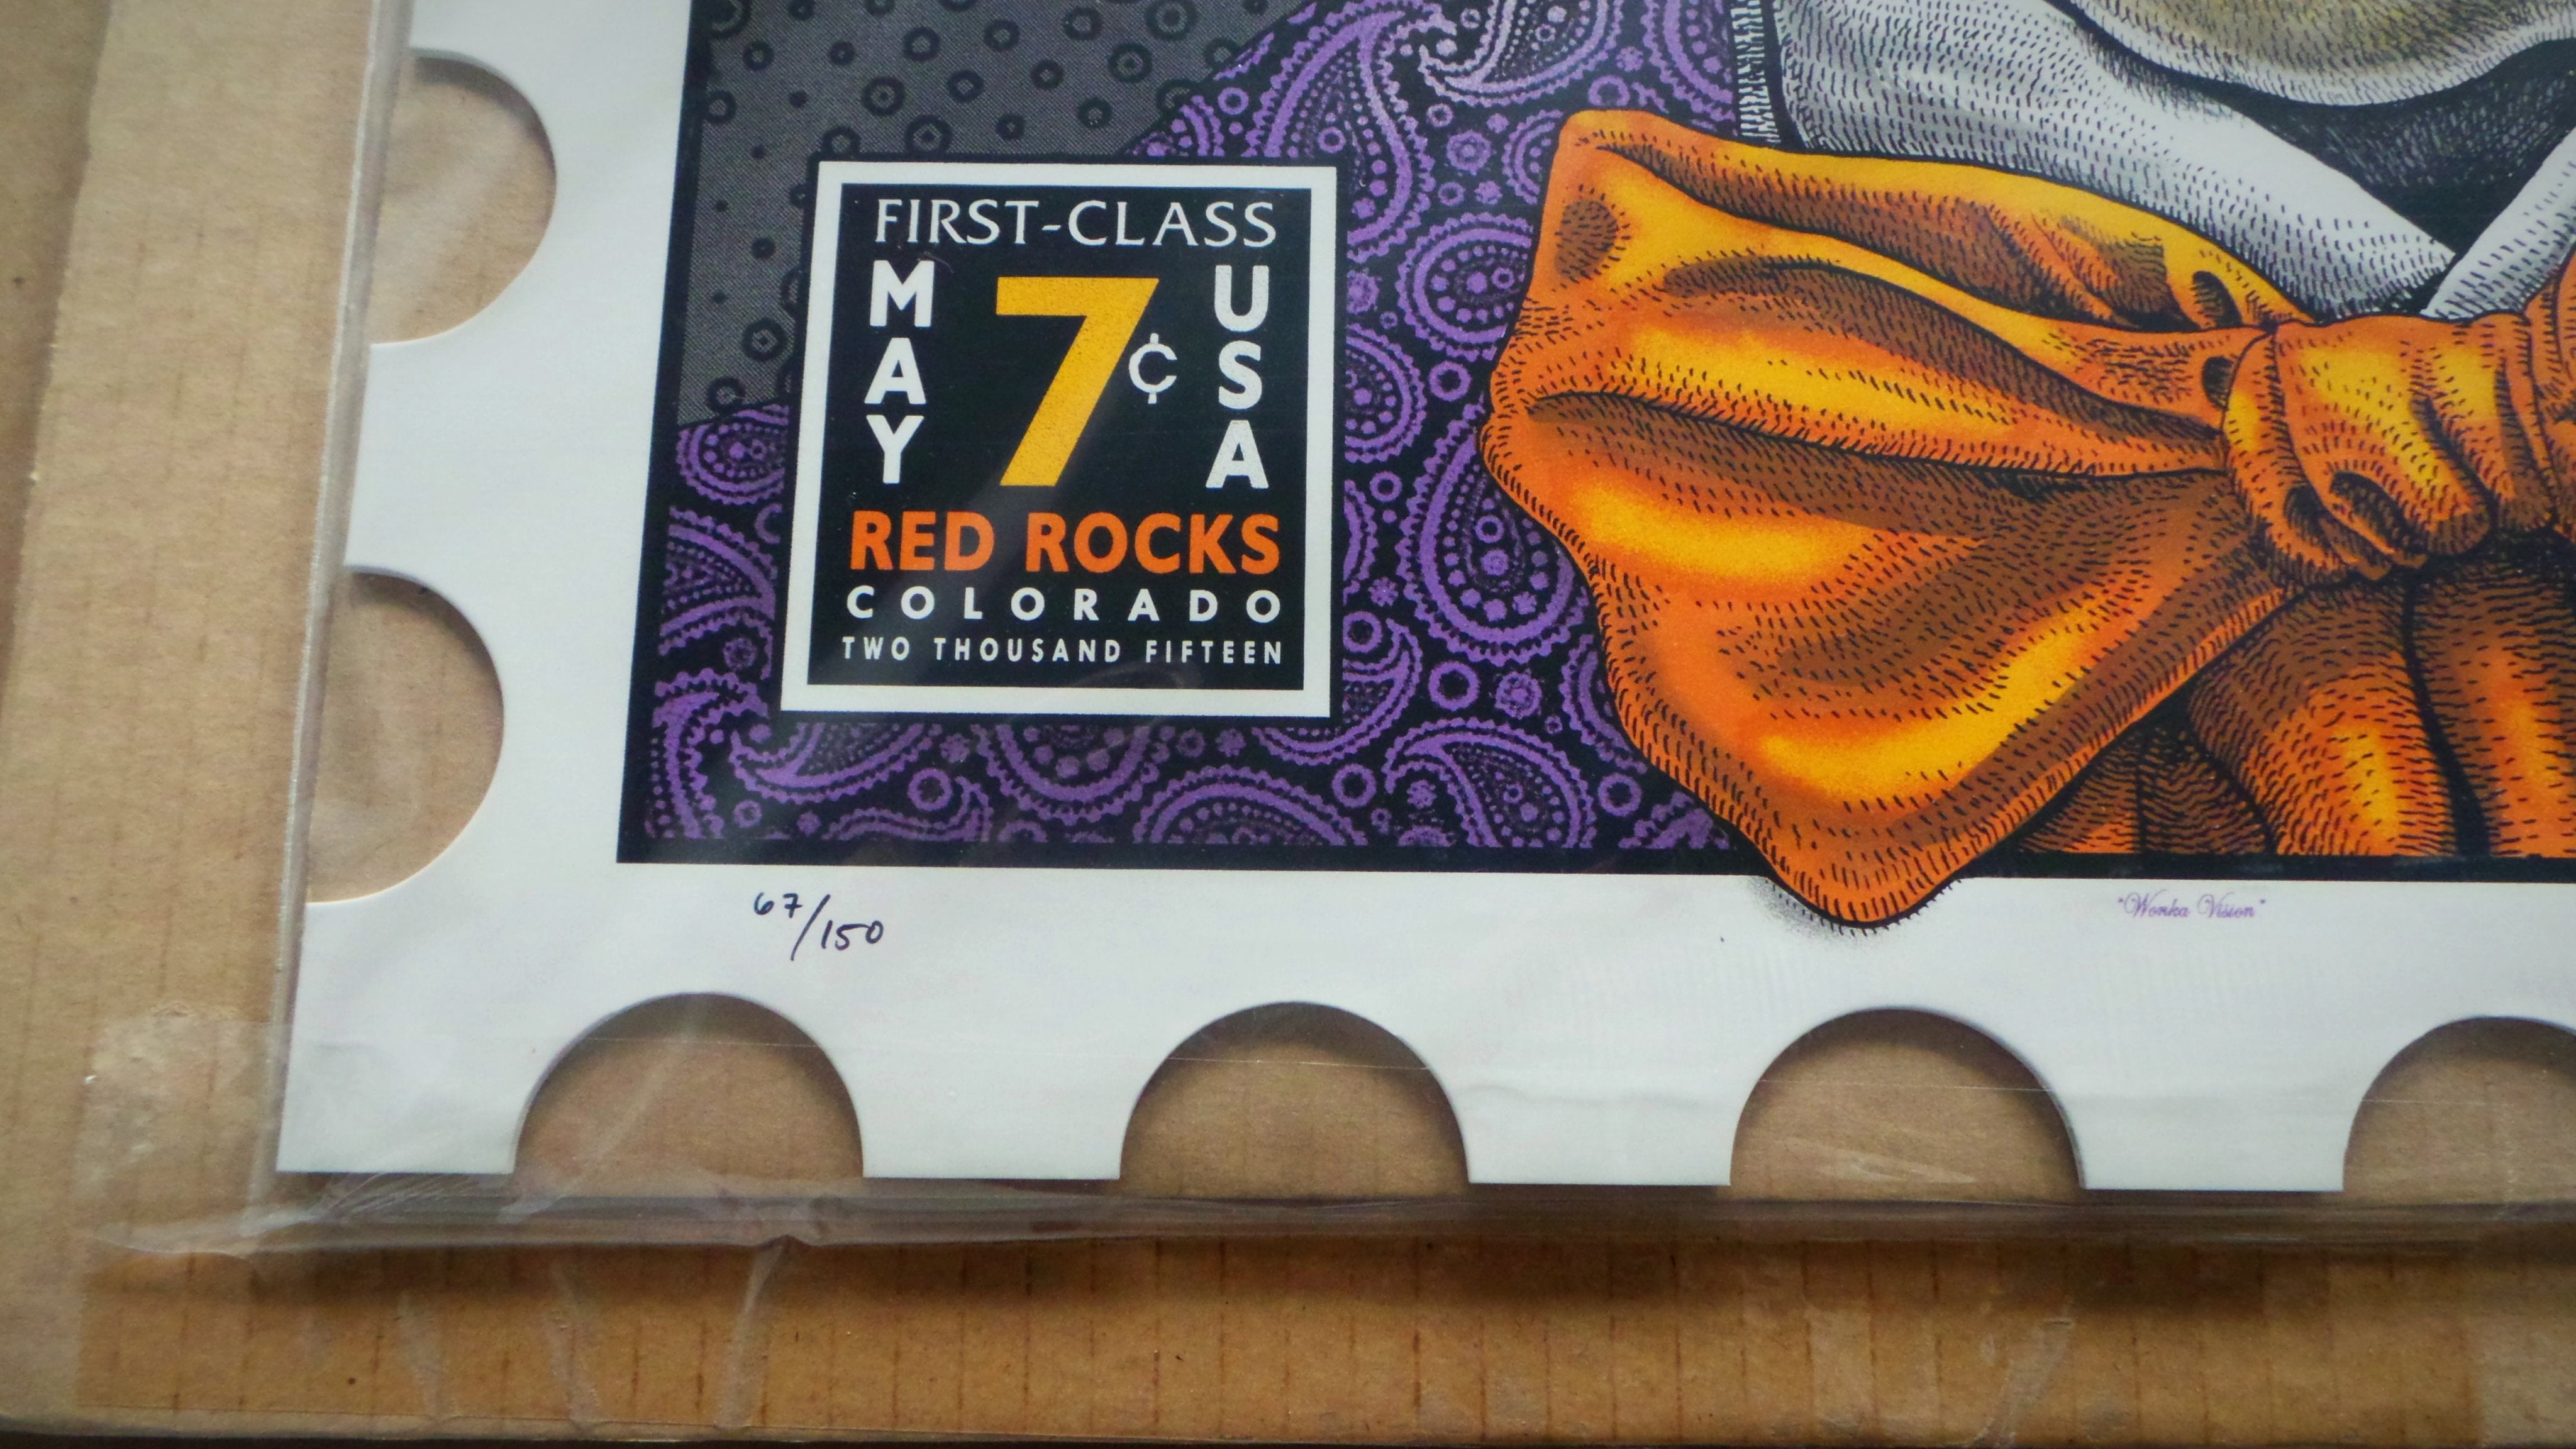 FIRST-CLASS
MAY
7¢
USA
RED ROCKS
COLORADO
TWO THOUSAND FIFTEEN
67/150
"Wonka Vision"